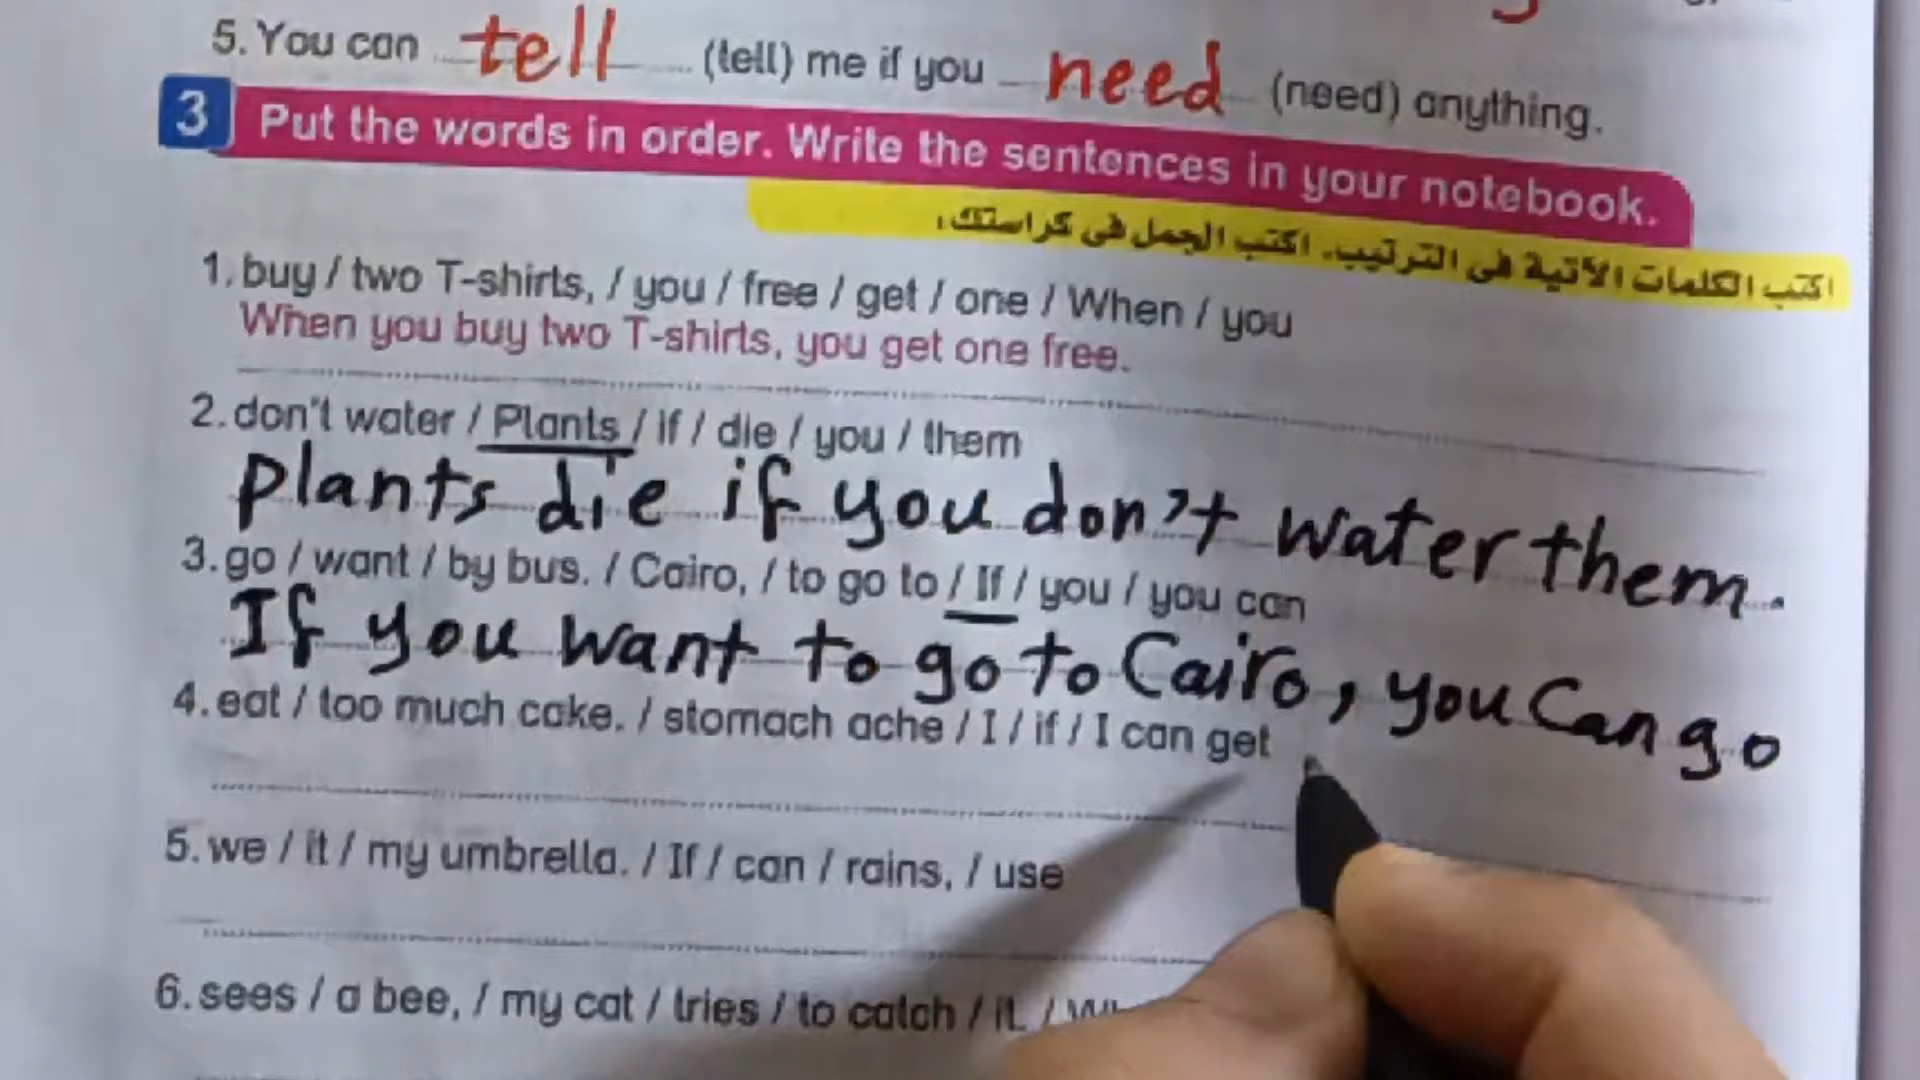 5. You can tell (tell) me if you need (need) anything.
3 Put the words in order. Write the sentences in your notebook.
اكتب الكلمات الآتية فى الترتيب. اكتب الجمل فى كراستك.
1. buy / two T-shirts, / you / free / get / one / When / you
When you buy two T-shirts, you get one free.
2. don't water / Plants / if / die / you / them
plants die if you don't water them.
3. go / want / by bus. / Cairo, / to go to / If / you / you can
If you want to go to Cairo, you can go
4. eat / too much cake. / stomach ache / I / if / I can get
5. we / it / my umbrella. / If / can / rains, / use
6. sees / a bee, / my cat / tries / to catch / it. /